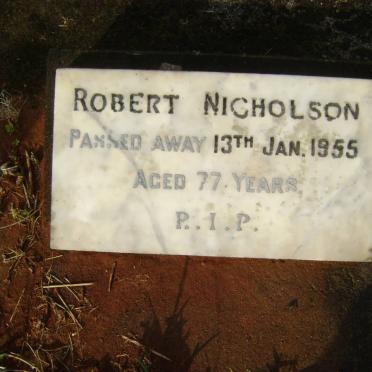 ROBERT NICHOLSON
PASSED AWAY 13TH JAN. 1955
AGED 77 YEARS.
R.I.P.